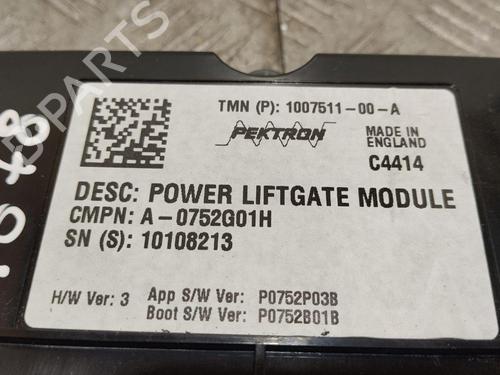 TMN (P): 1007511-00-A
PEKTRON
MADE IN
ENGLAND
C4414
DESC: POWER LIFTGATE MODULE
CMPN: A-0752G01H
SN (S): 10108213
H/W Ver: 3 App S/W Ver: P0752P03B
Boot S/W Ver: P0752B01B